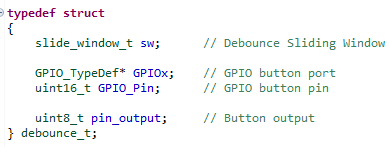 typedef struct
{
slide_window_t sw; // Debounce Sliding Window
GPIO_TypeDef* GPIOx; // GPIO button port
uint16_t GPIO_Pin; // GPIO button pin
uint8_t pin_output; // Button output
} debounce_t;